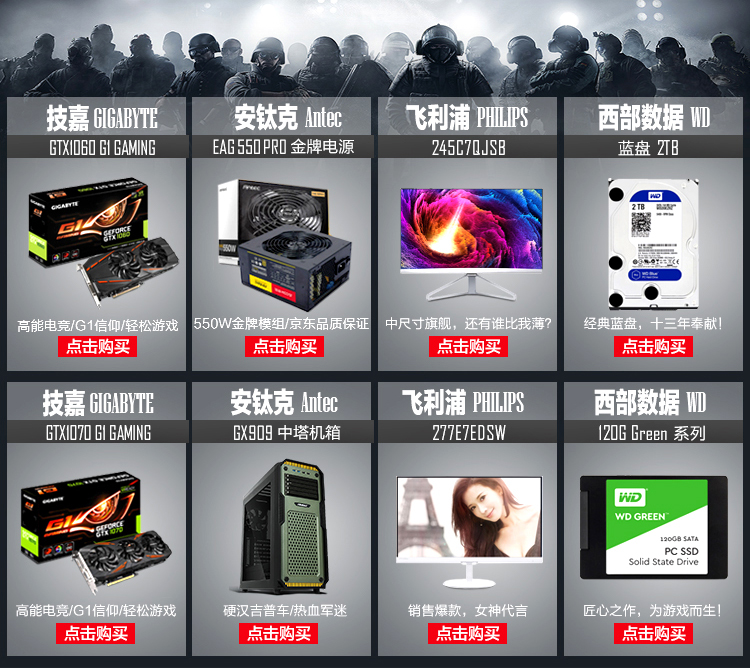 技嘉 GIGABYTE
GTX1060 G1 GAMING
GIGABYTE
G1
GEFORCE
GTX 1060
高能电竞/G1信仰/轻松游戏
点击购买
安钛克 Antec
EAG 550 PRO 金牌电源
550W
550W金牌模组/京东品质保证
点击购买
飞利浦 PHILIPS
245C7QJSB
中尺寸旗舰，还有谁比我薄?
点击购买
西部数据 WD
蓝盘 2TB
WD
2 TB
WD Blue
经典蓝盘，十三年奉献！
点击购买
技嘉 GIGABYTE
GTX1070 G1 GAMING
GIGABYTE
G1
GEFORCE
GTX 1070
高能电竞/G1信仰/轻松游戏
点击购买
安钛克 Antec
GX909 中塔机箱
硬汉吉普车/热血军迷
点击购买
飞利浦 PHILIPS
277E7EDSW
销售爆款，女神代言
点击购买
西部数据 WD
120G Green 系列
WD
WD GREEN™
120GB SATA
PC SSD
Solid State Drive
匠心之作，为游戏而生！
点击购买